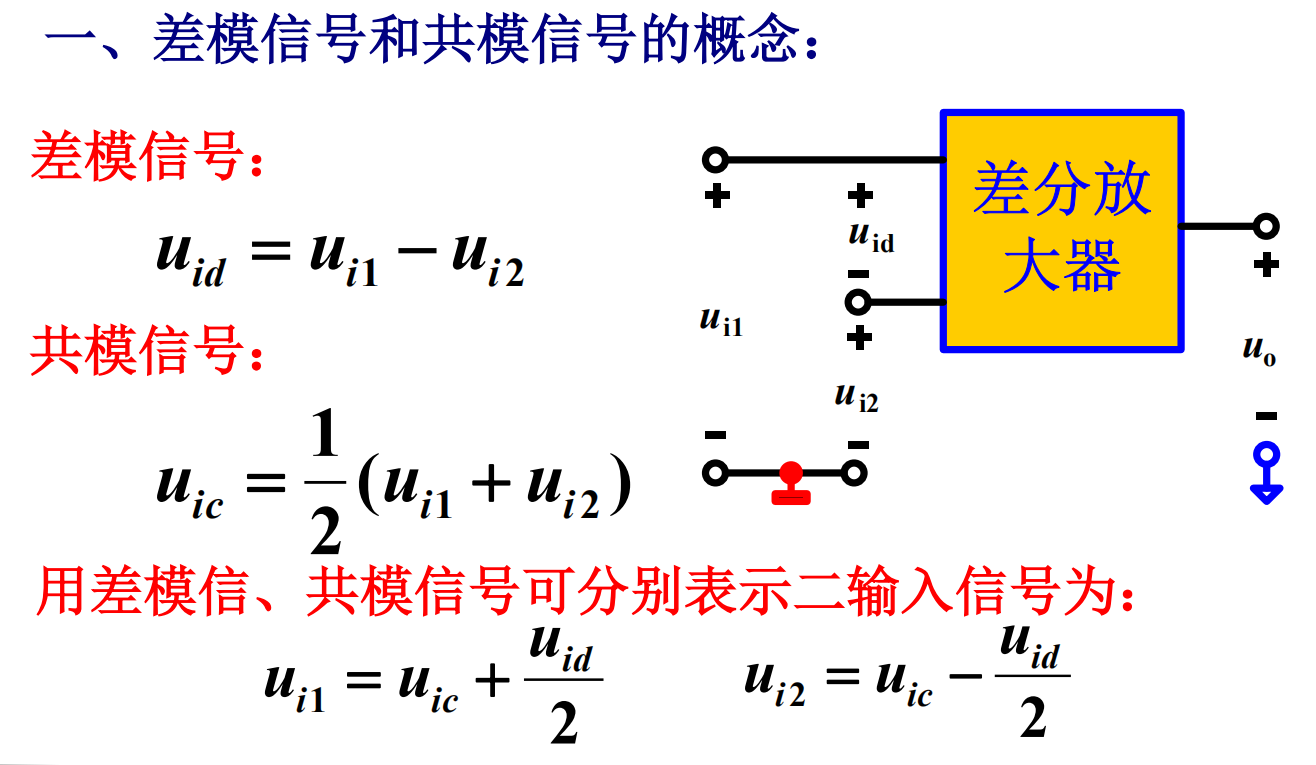 一、差模信号和共模信号的概念：
差模信号：
u_{id} = u_{i1} − u_{i2}
共模信号：
u_{ic} = \frac{1}{2}(u_{i1} + u_{i2})
差分放
大器
+
+
u_{id}
−
+
u_{i1}
u_{i2}
−
−
+
u_o
−
用差模信、共模信号可分别表示二输入信号为：
u_{i1} = u_{ic} + \frac{u_{id}}{2}
u_{i2} = u_{ic} − \frac{u_{id}}{2}